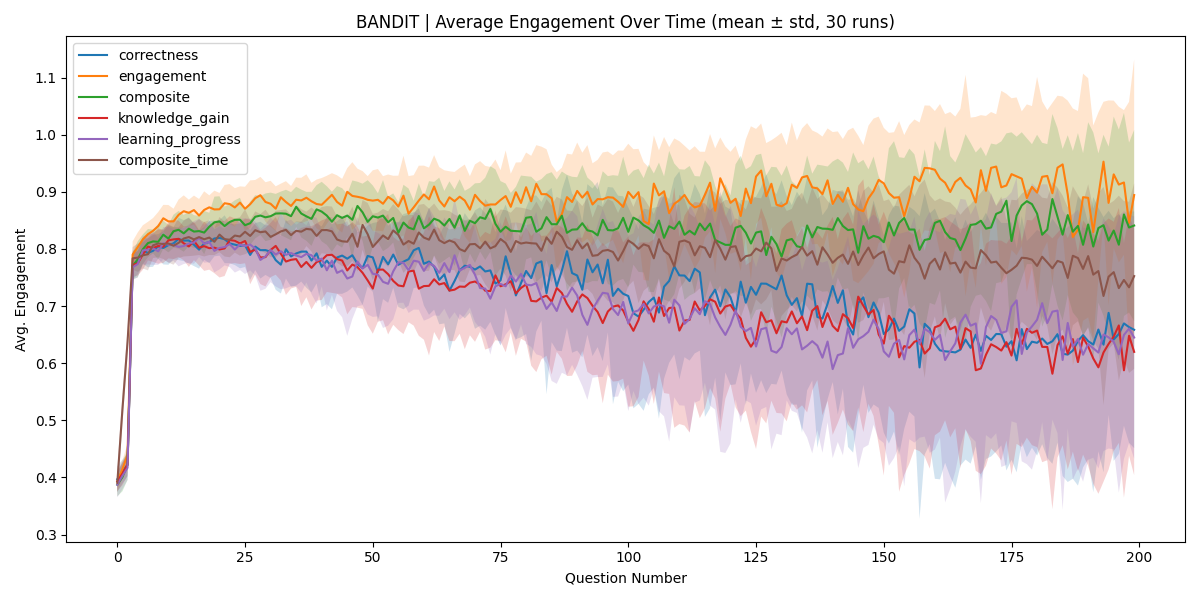 BANDIT | Average Engagement Over Time (mean ± std, 30 runs)
correctness
engagement
composite
knowledge_gain
learning_progress
composite_time
Avg. Engagement
1.1
1.0
0.9
0.8
0.7
0.6
0.5
0.4
0.3
0 25 50 75 100 125 150 175 200
Question Number